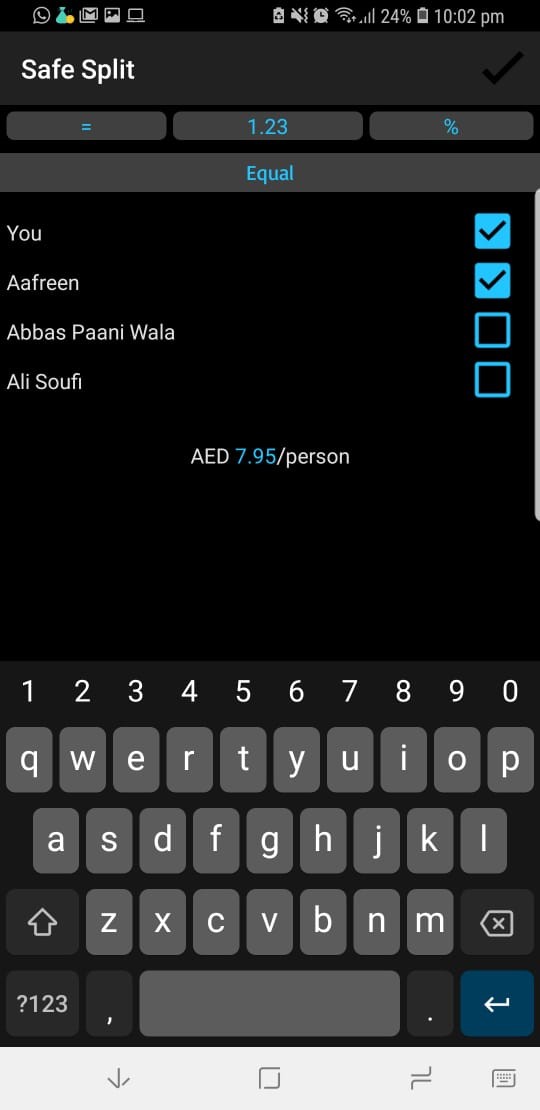 24% 10:02 pm
Safe Split
= 1.23 %
Equal
You
Aafreen
Abbas Paani Wala
Ali Soufi
AED 7.95/person
1 2 3 4 5 6 7 8 9 0
q w e r t y u i o p
a s d f g h j k l
z x c v b n m
?123 , .